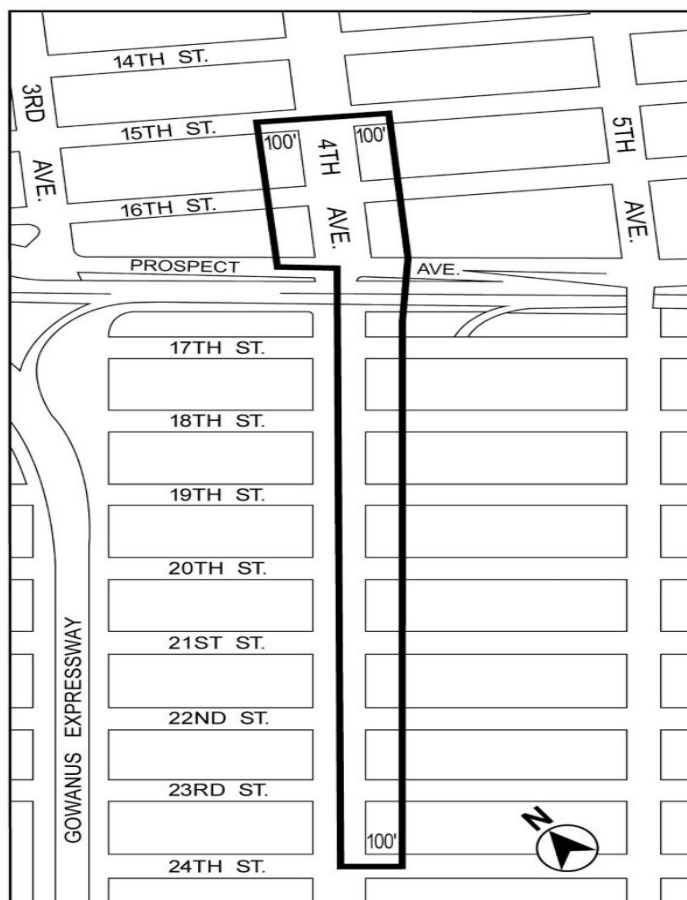 14TH ST.
3RD AVE.
15TH ST.
100'
4TH AVE.
100'
5TH AVE.
16TH ST.
PROSPECT AVE.
17TH ST.
18TH ST.
19TH ST.
20TH ST.
21ST ST.
GOWANUS EXPRESSWAY
22ND ST.
23RD ST.
N
100'
24TH ST.